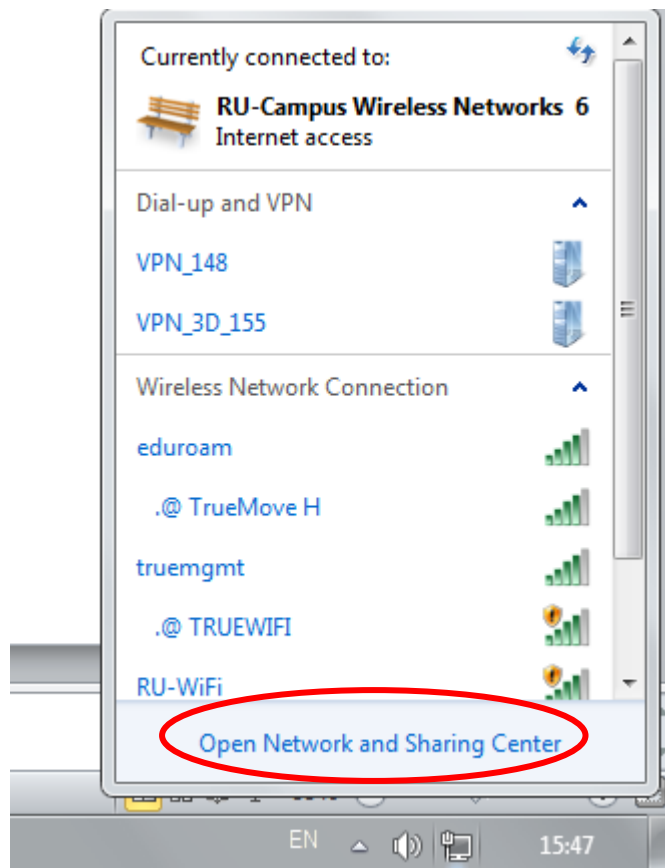 Currently connected to:
RU-Campus Wireless Networks 6
Internet access
Dial-up and VPN
VPN_148
VPN_3D_155
Wireless Network Connection
eduroam
.@ TrueMove H
truemgmt
.@ TRUEWIFI
RU-WiFi
Open Network and Sharing Center
EN
15:47